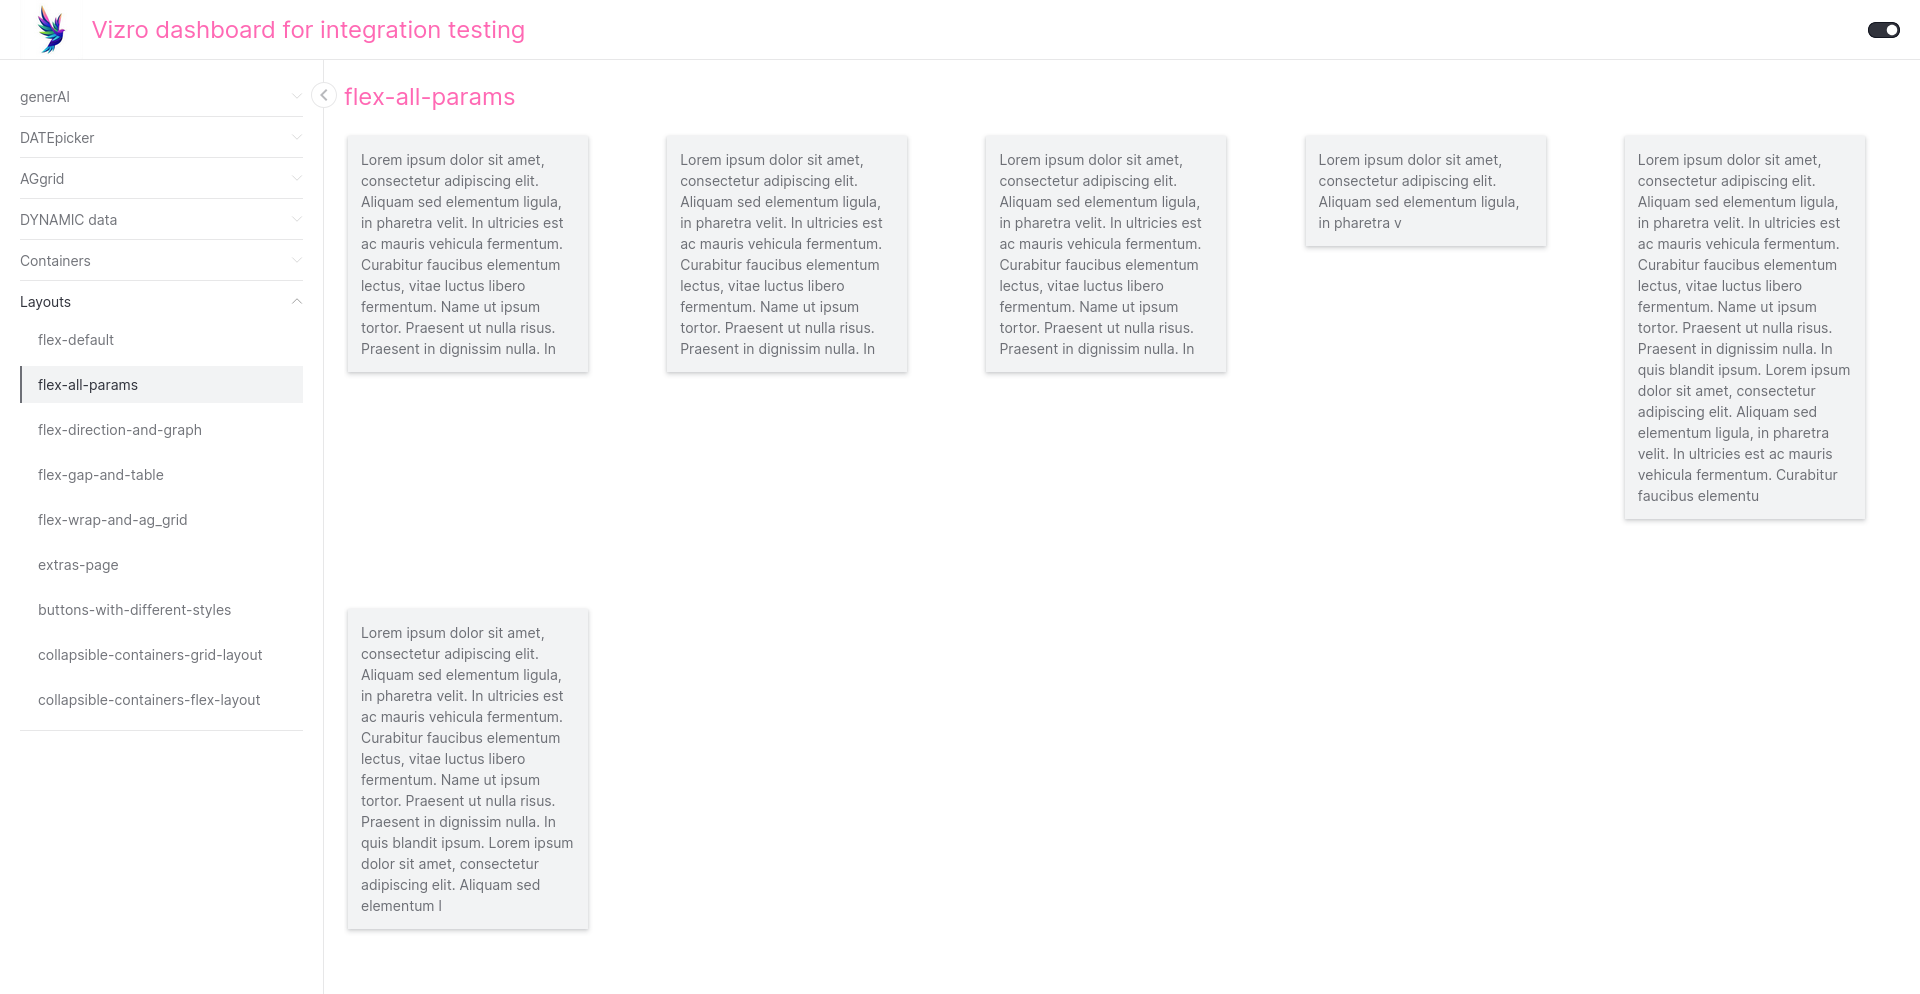 Vizro dashboard for integration testing
generAI
DATEpicker
AGgrid
DYNAMIC data
Containers
Layouts
flex-default
flex-all-params
flex-direction-and-graph
flex-gap-and-table
flex-wrap-and-ag_grid
extras-page
buttons-with-different-styles
collapsible-containers-grid-layout
collapsible-containers-flex-layout
flex-all-params
Lorem ipsum dolor sit amet,
consectetur adipiscing elit.
Aliquam sed elementum ligula,
in pharetra velit. In ultricies est
ac mauris vehicula fermentum.
Curabitur faucibus elementum
lectus, vitae luctus libero
fermentum. Name ut ipsum
tortor. Praesent ut nulla risus.
Praesent in dignissim nulla. In
Lorem ipsum dolor sit amet,
consectetur adipiscing elit.
Aliquam sed elementum ligula,
in pharetra velit. In ultricies est
ac mauris vehicula fermentum.
Curabitur faucibus elementum
lectus, vitae luctus libero
fermentum. Name ut ipsum
tortor. Praesent ut nulla risus.
Praesent in dignissim nulla. In
Lorem ipsum dolor sit amet,
consectetur adipiscing elit.
Aliquam sed elementum ligula,
in pharetra velit. In ultricies est
ac mauris vehicula fermentum.
Curabitur faucibus elementum
lectus, vitae luctus libero
fermentum. Name ut ipsum
tortor. Praesent ut nulla risus.
Praesent in dignissim nulla. In
Lorem ipsum dolor sit amet,
consectetur adipiscing elit.
Aliquam sed elementum ligula,
in pharetra v
Lorem ipsum dolor sit amet,
consectetur adipiscing elit.
Aliquam sed elementum ligula,
in pharetra velit. In ultricies est
ac mauris vehicula fermentum.
Curabitur faucibus elementum
lectus, vitae luctus libero
fermentum. Name ut ipsum
tortor. Praesent ut nulla risus.
Praesent in dignissim nulla. In
quis blandit ipsum. Lorem ipsum
dolor sit amet, consectetur
adipiscing elit. Aliquam sed
elementum ligula, in pharetra
velit. In ultricies est ac mauris
vehicula fermentum. Curabitur
faucibus elementu
Lorem ipsum dolor sit amet,
consectetur adipiscing elit.
Aliquam sed elementum ligula,
in pharetra velit. In ultricies est
ac mauris vehicula fermentum.
Curabitur faucibus elementum
lectus, vitae luctus libero
fermentum. Name ut ipsum
tortor. Praesent ut nulla risus.
Praesent in dignissim nulla. In
quis blandit ipsum. Lorem ipsum
dolor sit amet, consectetur
adipiscing elit. Aliquam sed
elementum l